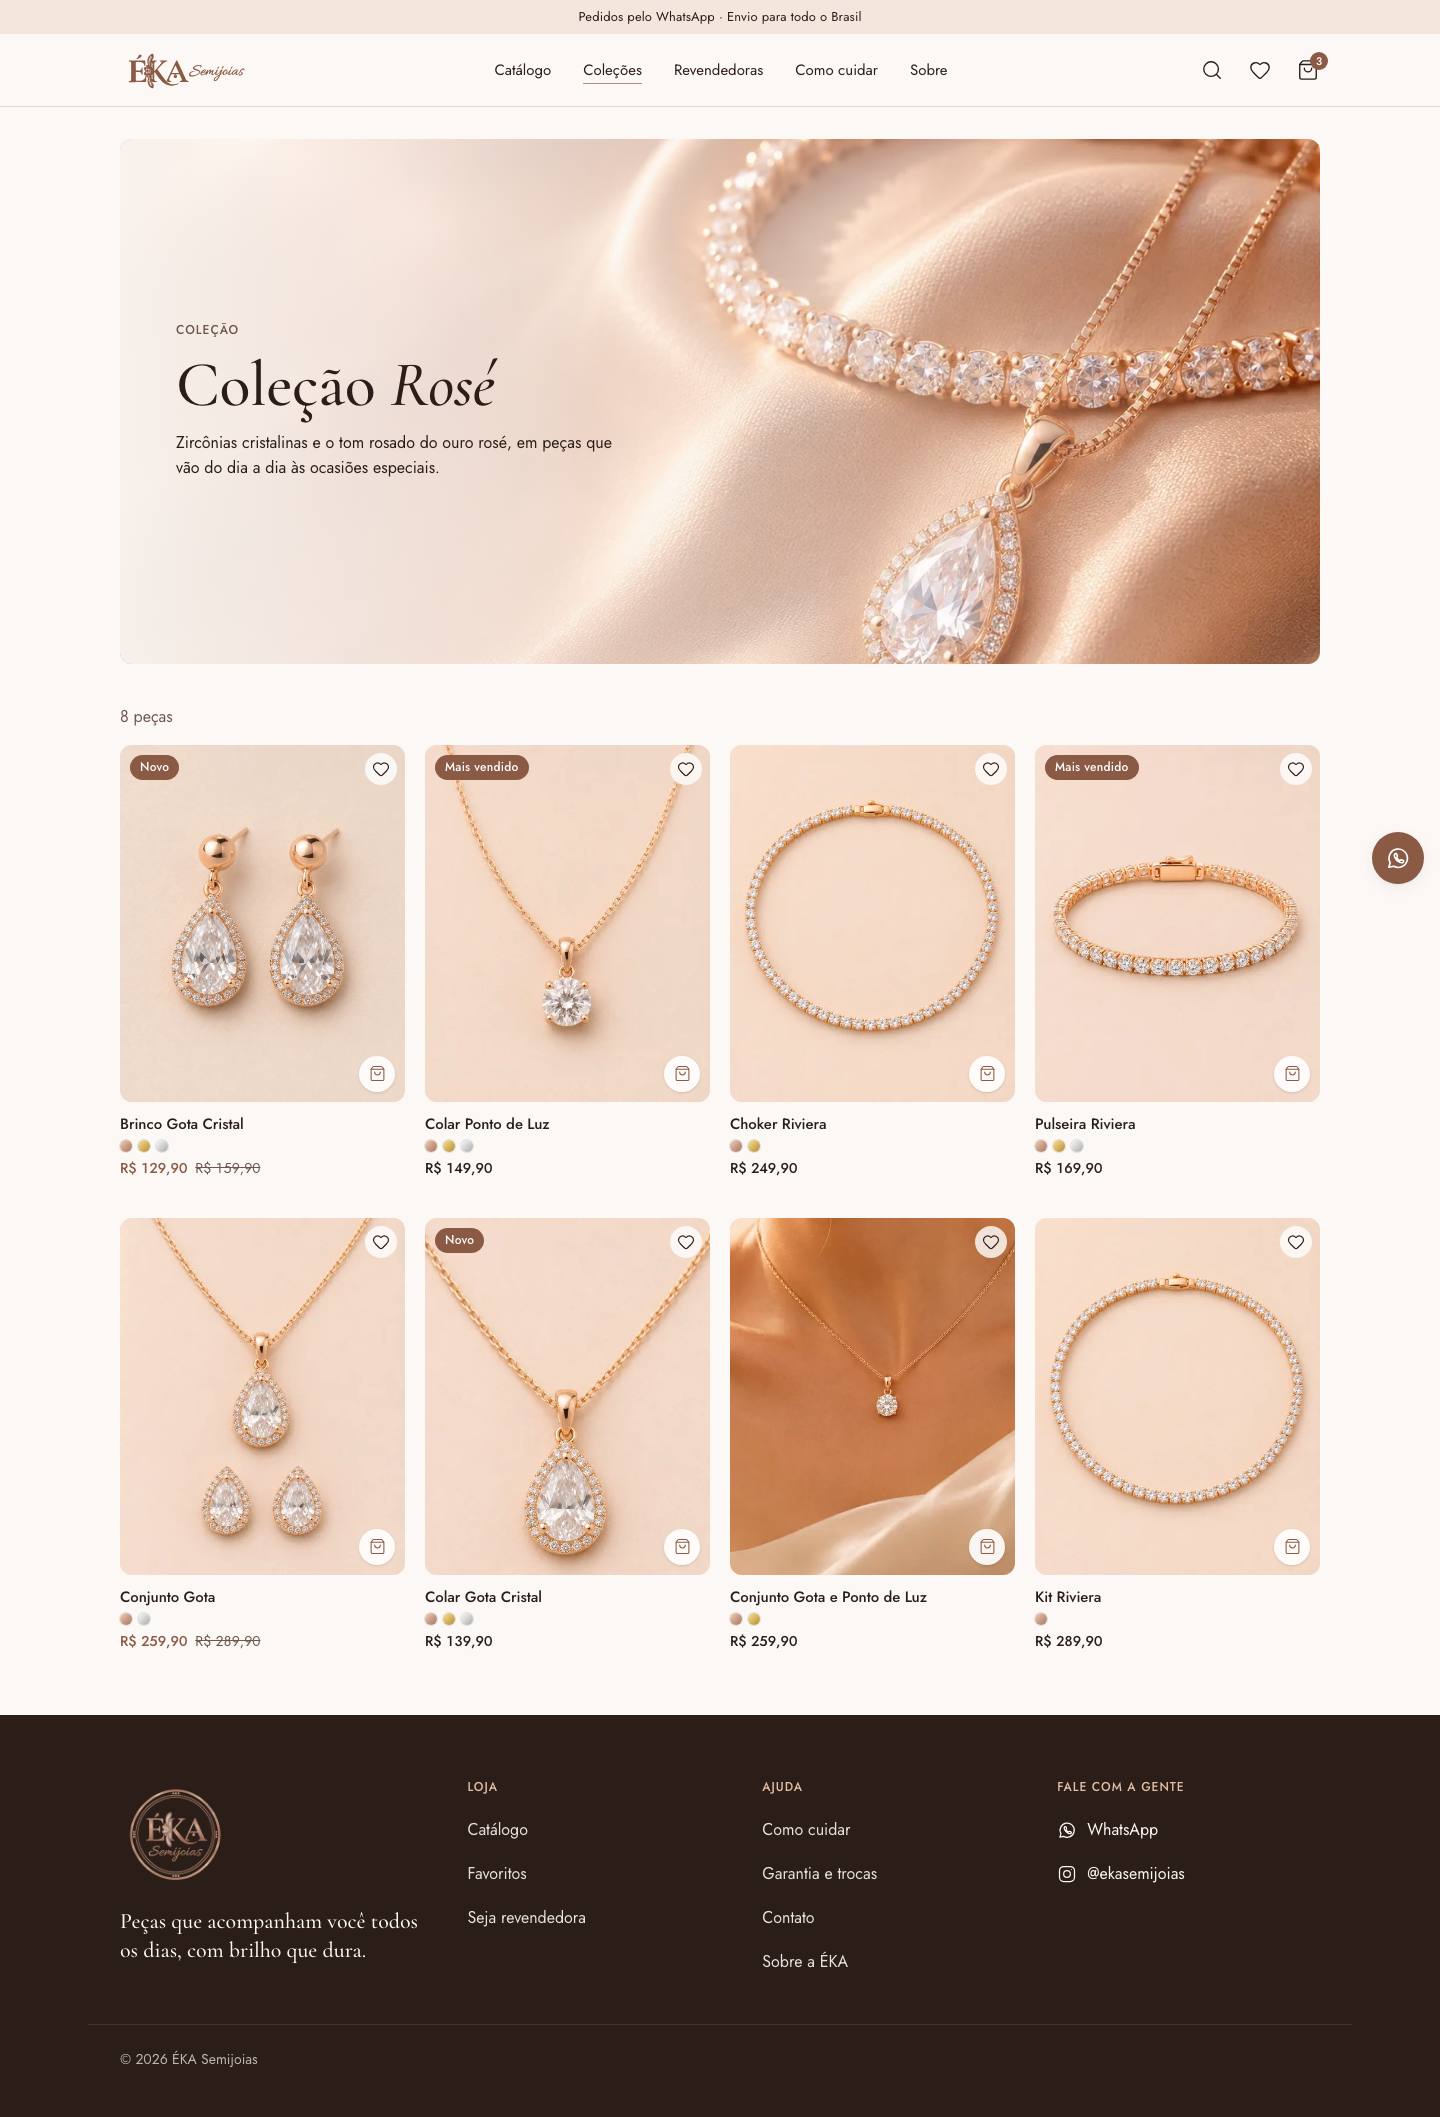 Pedidos pelo WhatsApp · Envio para todo o Brasil
ÉKA Semijoias
Catálogo
Coleções
Revendedoras
Como cuidar
Sobre
3
COLEÇÃO
Coleção Rosé
Zircônias cristalinas e o tom rosado do ouro rosé, em peças que
vão do dia a dia às ocasiões especiais.
8 peças
Novo
Mais vendido
Mais vendido
Brinco Gota Cristal
R$ 129,90 R$ 159,90
Colar Ponto de Luz
R$ 149,90
Choker Riviera
R$ 249,90
Pulseira Riviera
R$ 169,90
Novo
Conjunto Gota
R$ 259,90 R$ 289,90
Colar Gota Cristal
R$ 139,90
Conjunto Gota e Ponto de Luz
R$ 259,90
Kit Riviera
R$ 289,90
ÉKA
Semijoias
Peças que acompanham você todos
os dias, com brilho que dura.
LOJA
Catálogo
Favoritos
Seja revendedora
AJUDA
Como cuidar
Garantia e trocas
Contato
Sobre a ÉKA
FALE COM A GENTE
WhatsApp
@ekasemijoias
© 2026 ÉKA Semijoias